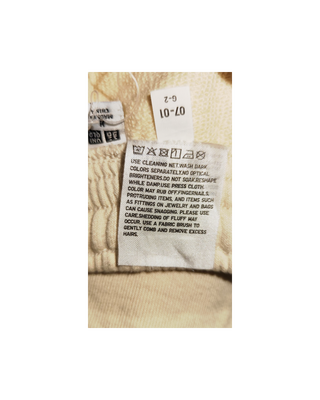 07-01
G-2
USE CLEANING NET.WASH DARK
COLORS SEPARATELY.NO OPTICAL
BRIGHTENERS.DO NOT SOAK.RESHAPE
WHILE DAMP.USE PRESS CLOTH.
COLOR MAY RUB OFF.FINGERNAILS,
PROTRUDING ITEMS, AND ITEMS SUCH
AS FITTINGS ON JEWELRY AND BAGS
CAN CAUSE SNAGGING. PLEASE USE
CARE.SHEDDING OF FLUFF MAY
OCCUR. USE A FABRIC BRUSH TO
GENTLY COMB AND REMOVE EXCESS
HAIRS.